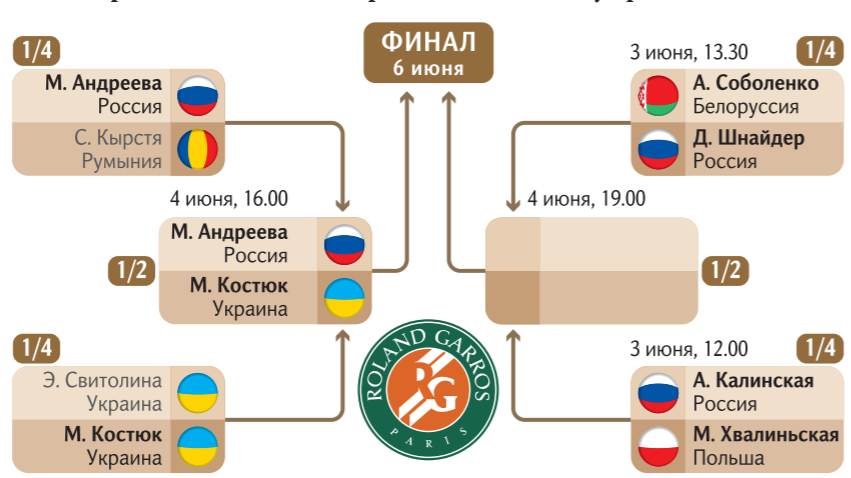 1/4
М. Андреева
Россия
С. Кырстя
Румыния
ФИНАЛ
6 июня
3 июня, 13.30
1/4
А. Соболенко
Белоруссия
Д. Шнайдер
Россия
4 июня, 16.00
М. Андреева
Россия
1/2
М. Костюк
Украина
4 июня, 19.00
1/2
1/4
Э. Свитолина
Украина
М. Костюк
Украина
ROLAND GARROS
RG
PARIS
3 июня, 12.00
1/4
А. Калинская
Россия
М. Хвалиньская
Польша